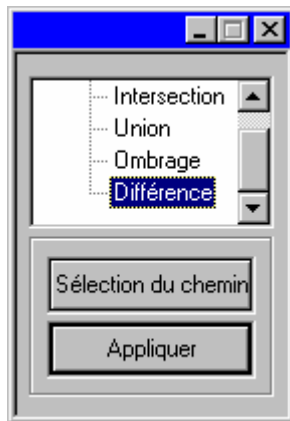 Intersection
Union
Ombrage
Différence
Sélection du chemin
Appliquer